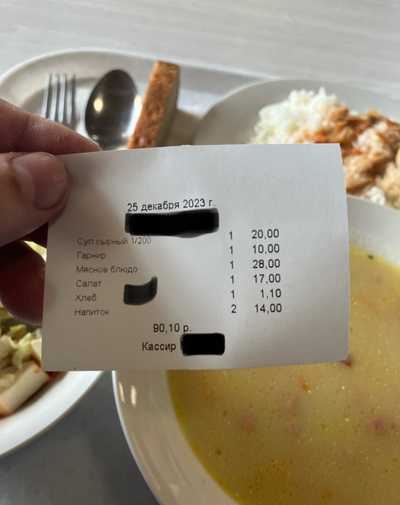 25 декабря 2023 г.
Суп сырный 1/200 1 20,00
Гарнир 1 10,00
Мясное блюдо 1 28,00
Салат 1 17,00
Хлеб 1 1,10
Напиток 2 14,00
90,10 р.
Кассир